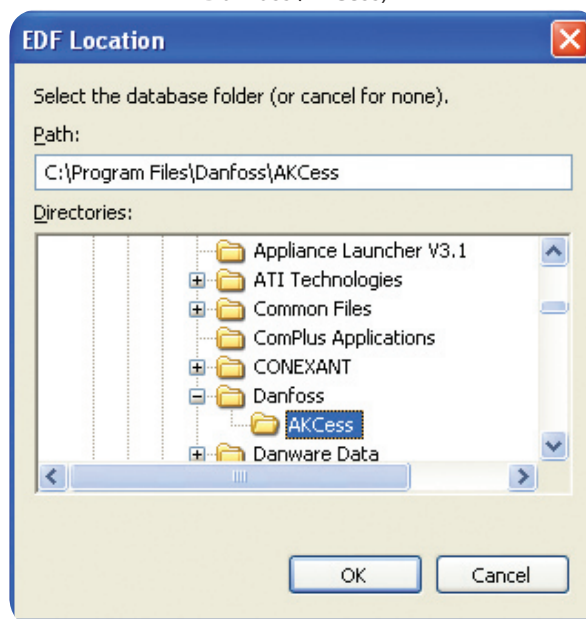 EDF Location
Select the database folder (or cancel for none).
Path:
C:\Program Files\Danfoss\AKCess
Directories:
Appliance Launcher V3.1
ATI Technologies
Common Files
ComPlus Applications
CONEXANT
Danfoss
AKCess
Danware Data
OK Cancel